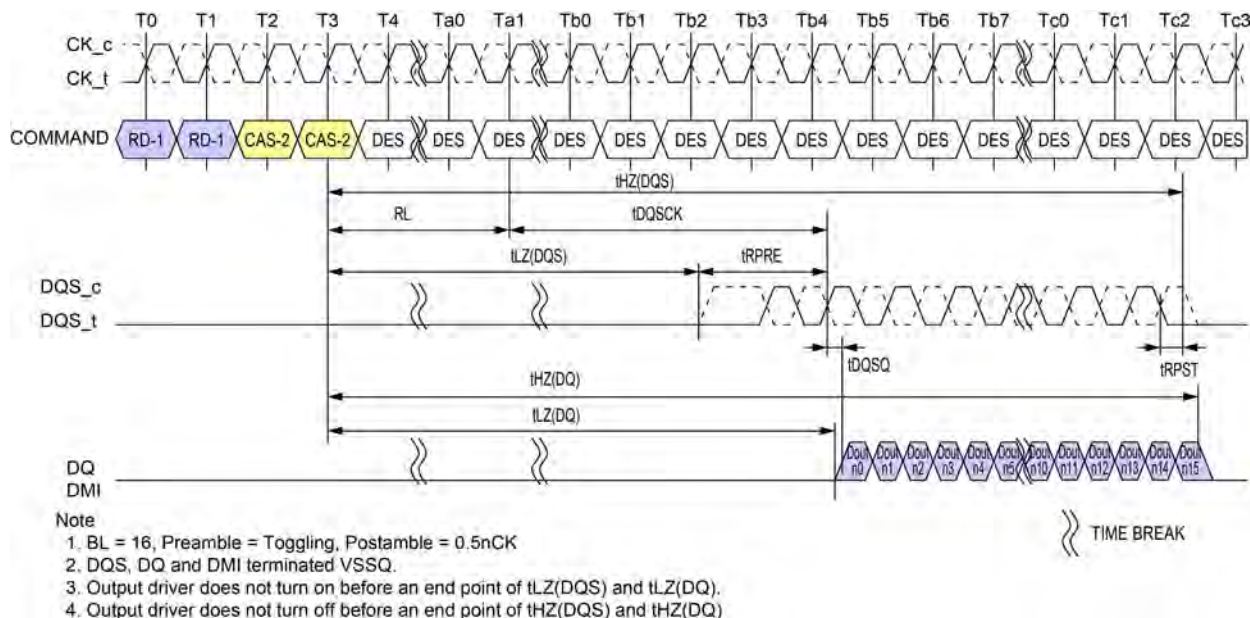 T0 T1 T2 T3 T4 Ta0 Ta1 Tb0 Tb1 Tb2 Tb3 Tb4 Tb5 Tb6 Tb7 Tc0 Tc1 Tc2 Tc3
CK_c
CK_t
COMMAND RD-1 RD-1 CAS-2 CAS-2 DES DES DES DES DES DES DES DES DES DES DES DES DES DES DES
tHZ(DQS)
RL tDQSCK
tLZ(DQS) tRPRE
DQS_c
DQS_t
tDQSQ tRPST
tHZ(DQ)
tLZ(DQ)
DQ Dout Dout Dout Dout Dout Dout Dout Dout Dout Dout Dout Dout
n0 n1 n2 n3 n4 n5 n10 n11 n12 n13 n14 n15
DMI
Note
1. BL = 16, Preamble = Toggling, Postamble = 0.5nCK
2. DQS, DQ and DMI terminated VSSQ.
3. Output driver does not turn on before an end point of tLZ(DQS) and tLZ(DQ).
4. Output driver does not turn off before an end point of tHZ(DQS) and tHZ(DQ)
TIME BREAK